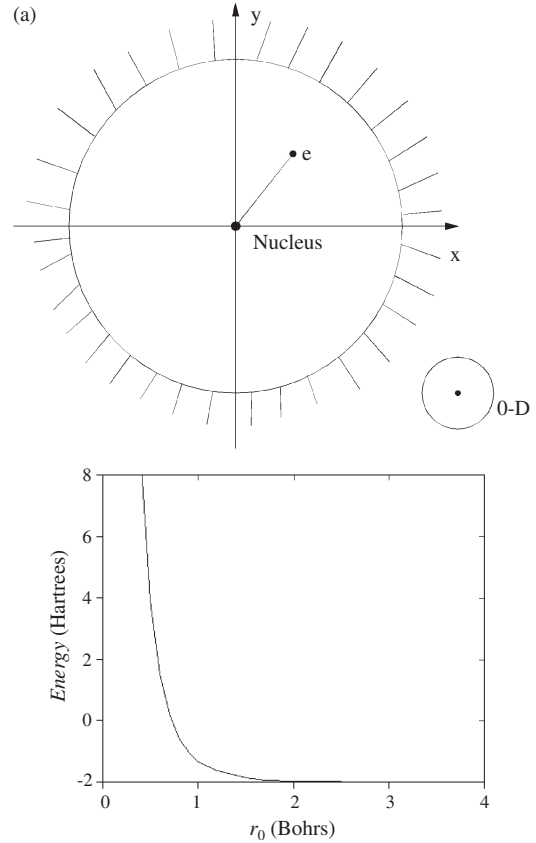 (a)
y
e
Nucleus
x
0-D
8
6
4
2
0
-2
0 1 2 3 4
Energy (Hartrees)
r0 (Bohrs)